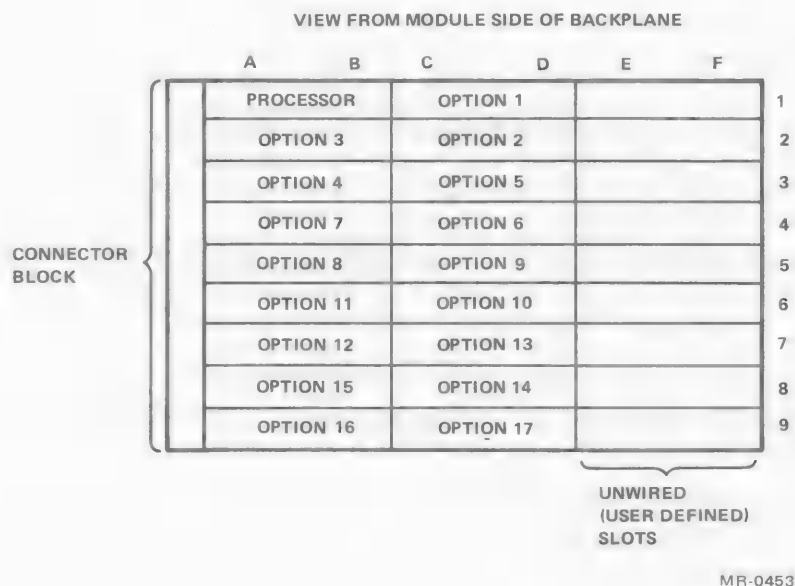 VIEW FROM MODULE SIDE OF BACKPLANE
A B C D E F
PROCESSOR OPTION 1 1
OPTION 3 OPTION 2 2
OPTION 4 OPTION 5 3
OPTION 7 OPTION 6 4
OPTION 8 OPTION 9 5
OPTION 11 OPTION 10 6
OPTION 12 OPTION 13 7
OPTION 15 OPTION 14 8
OPTION 16 OPTION 17 9
CONNECTOR
BLOCK
UNWIRED
(USER DEFINED)
SLOTS
MR-0453